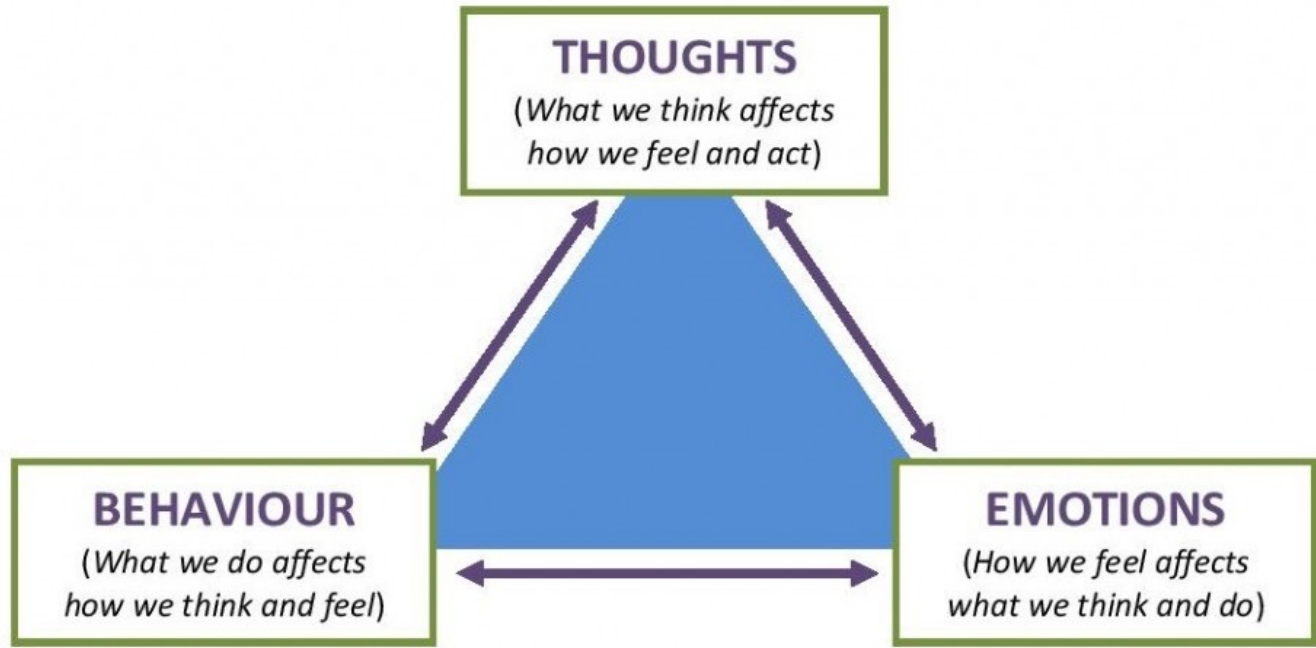 THOUGHTS
(What we think affects
how we feel and act)
BEHAVIOUR
(What we do affects
how we think and feel)
EMOTIONS
(How we feel affects
what we think and do)